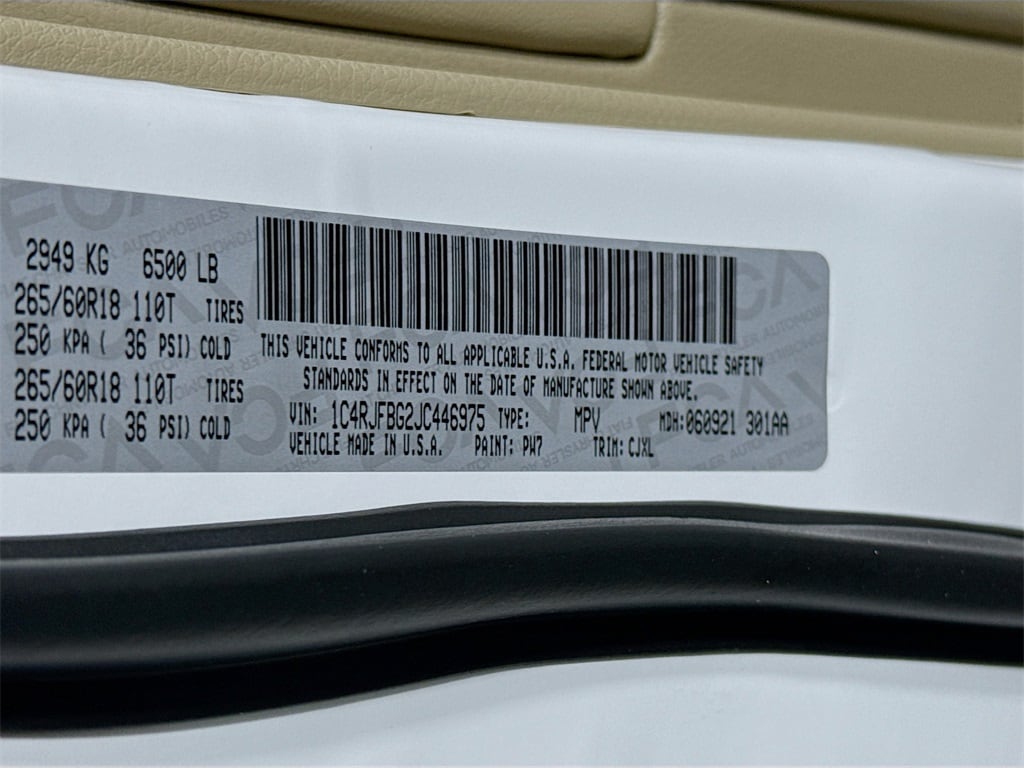 2949 KG 6500 LB
265/60R18 110T TIRES
250 KPA ( 36 PSI) COLD
265/60R18 110T TIRES
250 KPA ( 36 PSI) COLD
THIS VEHICLE CONFORMS TO ALL APPLICABLE U.S.A. FEDERAL MOTOR VEHICLE SAFETY
STANDARDS IN EFFECT ON THE DATE OF MANUFACTURE SHOWN ABOVE.
VIN: 1C4RJFBG2JC446975 TYPE: MPV MDH:060921 301AA
VEHICLE MADE IN U.S.A. PAINT: PW7 TRIM: CJXL